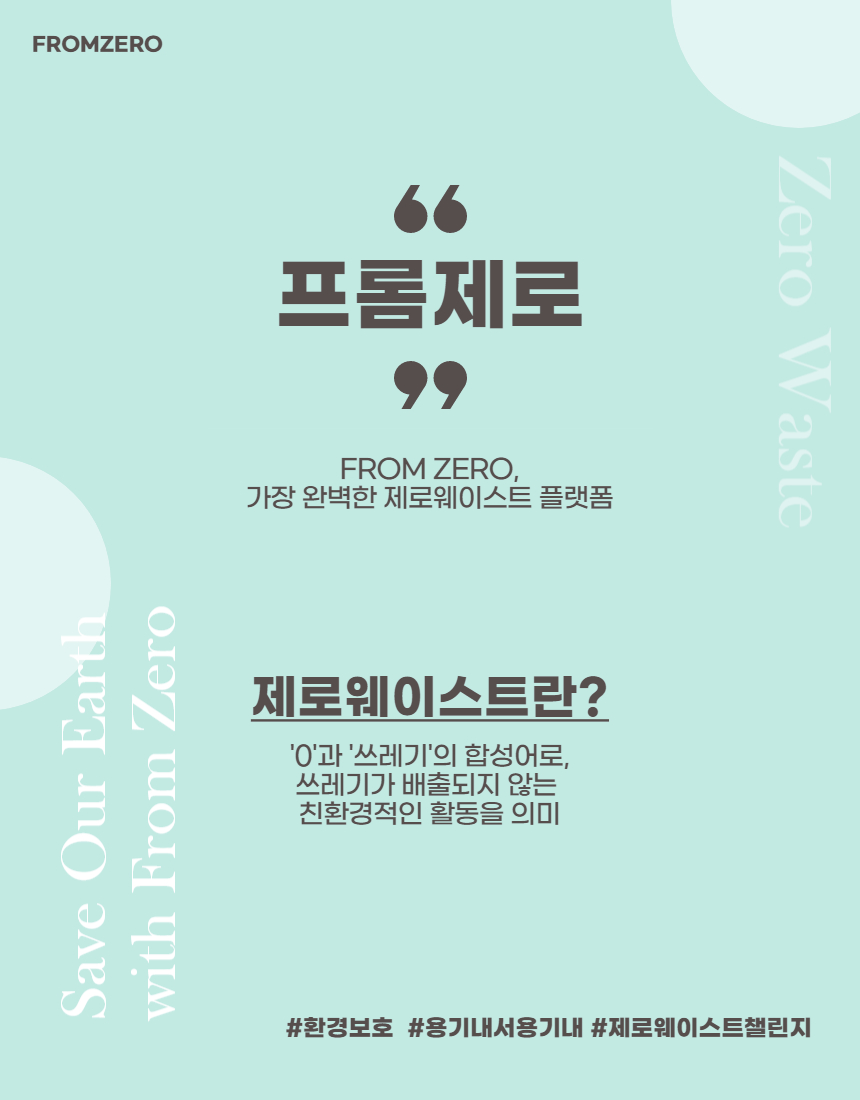 FROMZERO
Zero Waste
“
프롬제로
”
FROM ZERO,
가장 완벽한 제로웨이스트 플랫폼
Save Our Earth
with From Zero
제로웨이스트란?
'0'과 '쓰레기'의 합성어로,
쓰레기가 배출되지 않는
친환경적인 활동을 의미
#환경보호 #용기내서용기내 #제로웨이스트챌린지